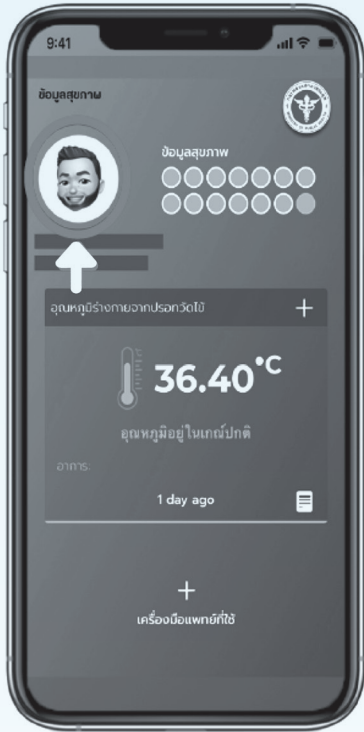 9:41
ข้อมูลสุขภาพ
ข้อมูลสุขภาพ
อุณหภูมิร่างกายจากปรอทวัดไข้
36.40°C
อุณหภูมิอยู่ในเกณฑ์ปกติ
อาการ:
1 day ago
เครื่องมือแพทย์ที่ใช้